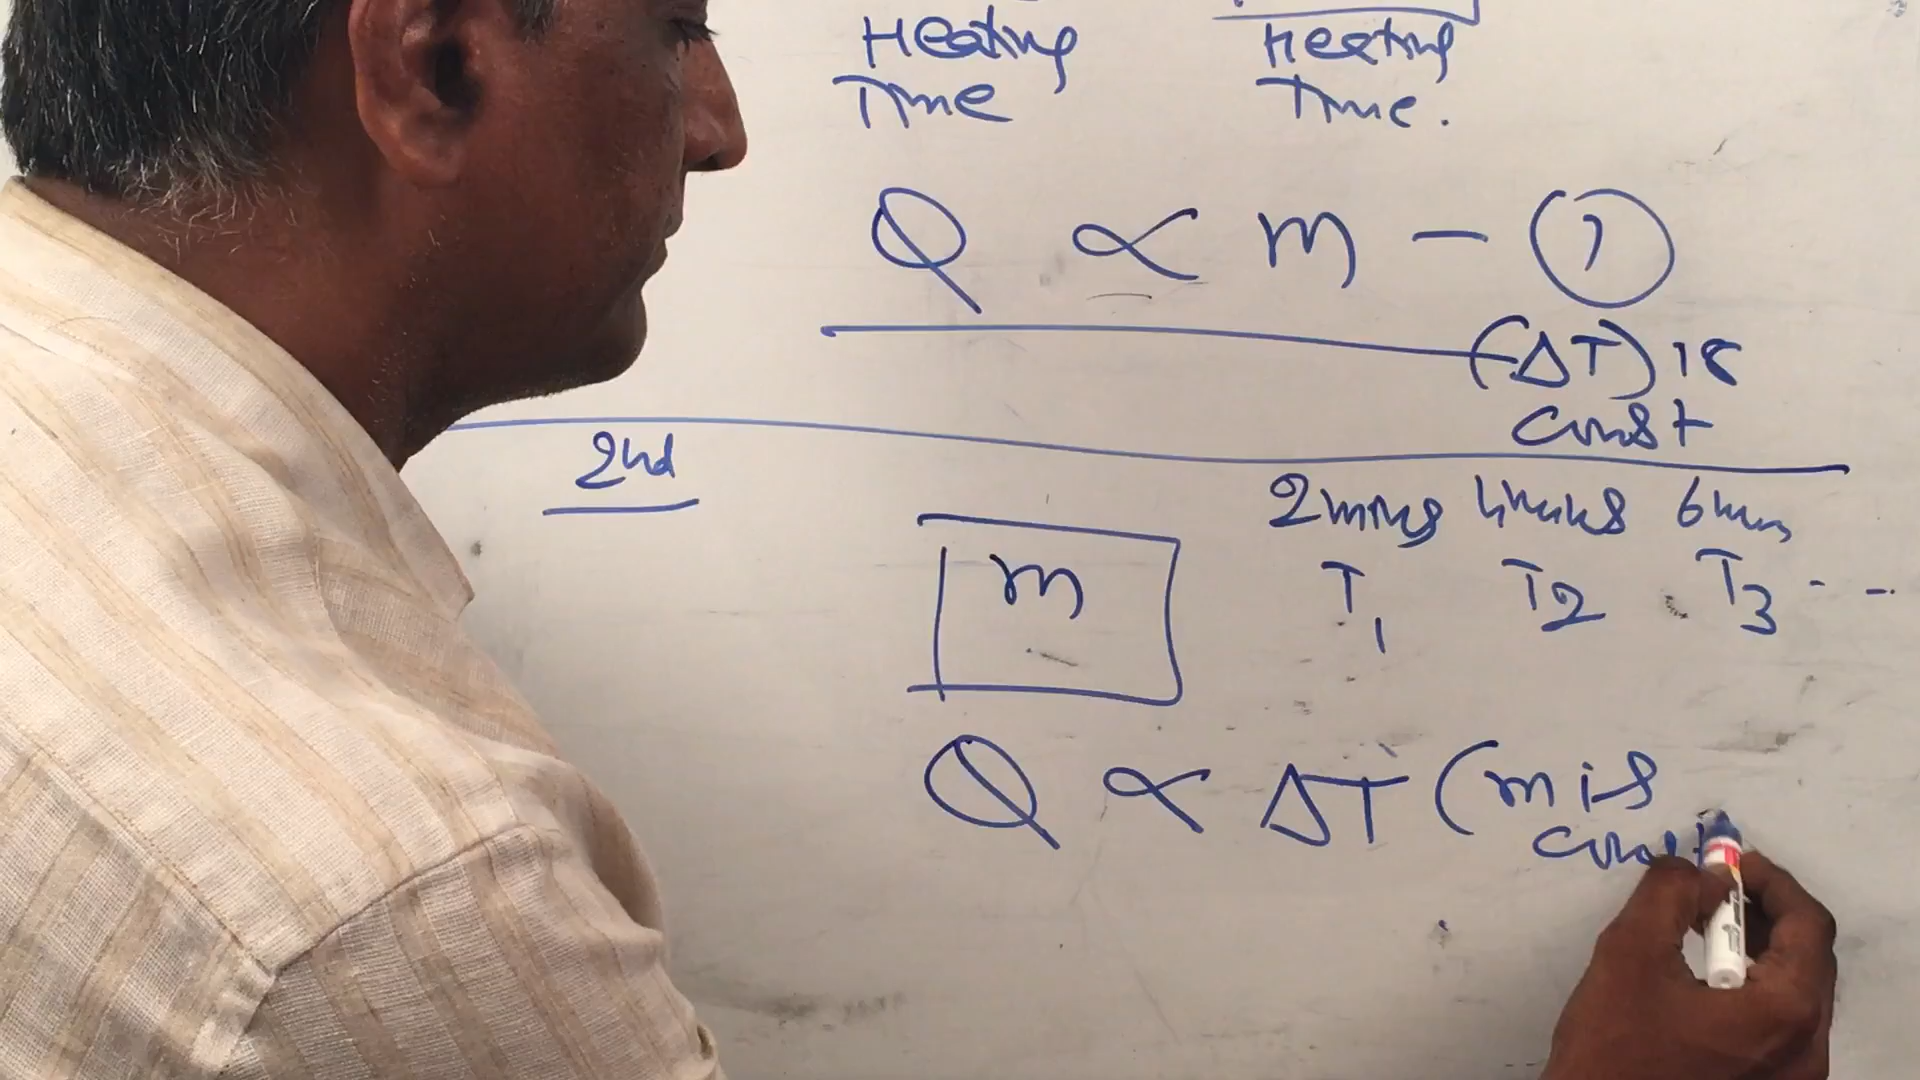 Heating Heating
Time Time.
Q ∝ m — ①
(ΔT) is
const
2nd
2mins 4mins 6mins
m T1 T2 T3 - -
Q ∝ ΔT (m is
const